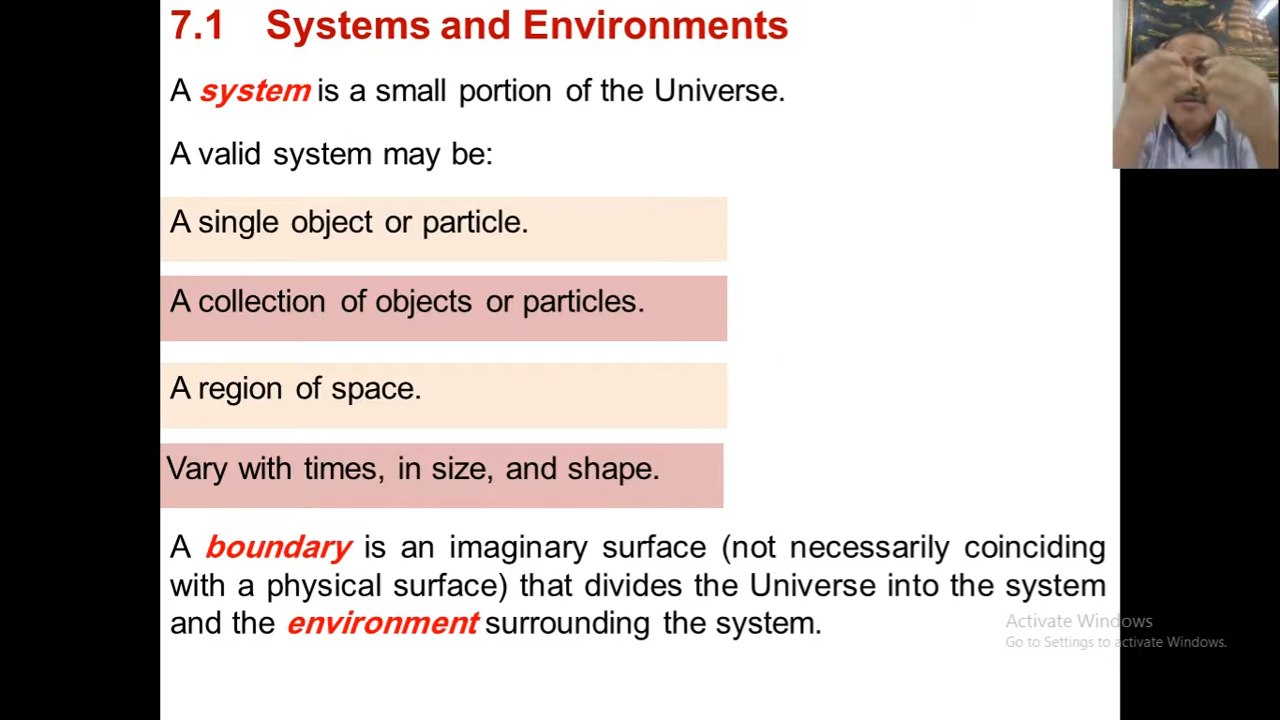 7.1 Systems and Environments
A system is a small portion of the Universe.
A valid system may be:
A single object or particle.
A collection of objects or particles.
A region of space.
Vary with times, in size, and shape.
A boundary is an imaginary surface (not necessarily coinciding
with a physical surface) that divides the Universe into the system
and the environment surrounding the system.
Activate Windows
Go to Settings to activate Windows.